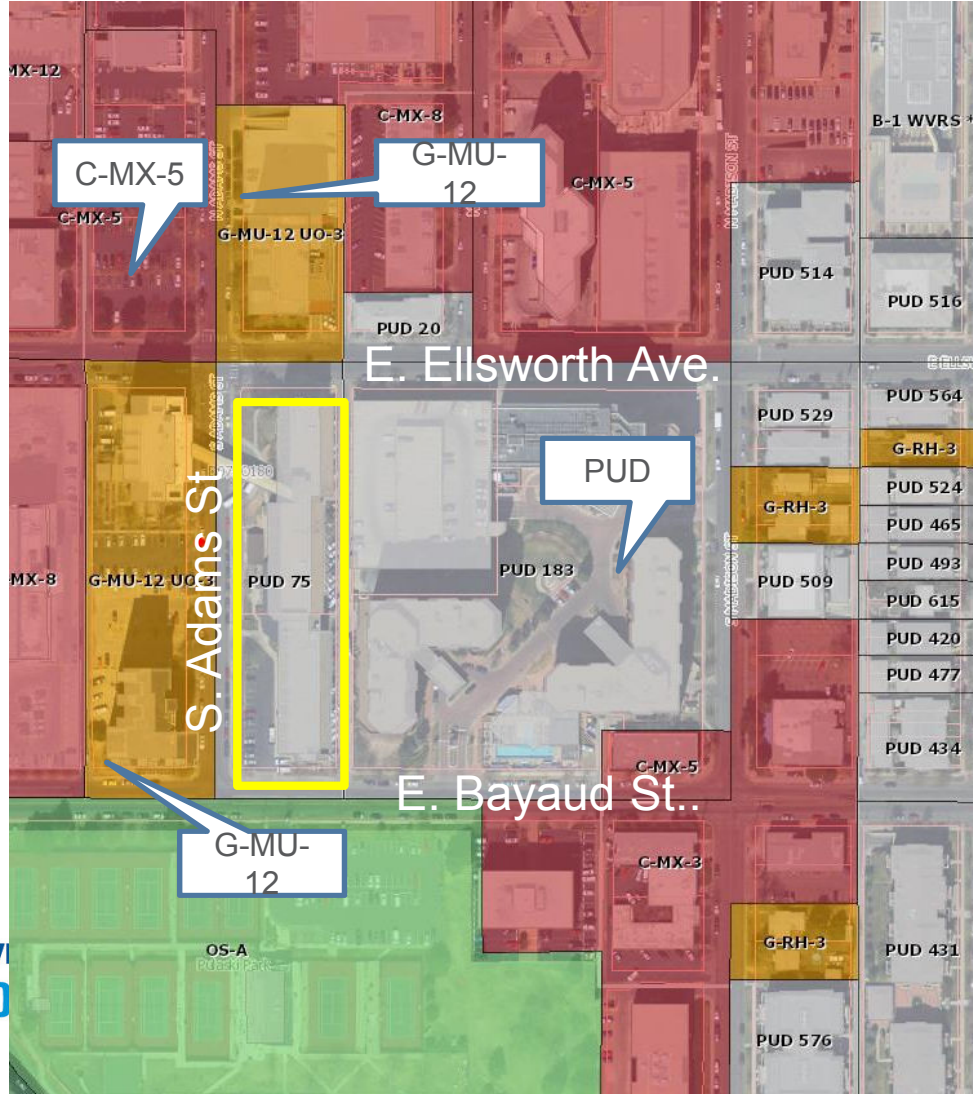 MX-12
C-MX-8
B-1 WVRS *
C-MX-5
G-MU-
12
C-MX-5
C-MX-5
G-MU-12 UO-3
PUD 514
PUD 516
PUD 20
E. Ellsworth Ave.
PUD 564
PUD 529
G-RH-3
PUD
PUD 524
G-RH-3
PUD 465
S. Adams St
PUD 493
MX-8
G-MU-12 UO-3
PUD 75
PUD 183
PUD 509
PUD 615
PUD 420
PUD 477
PUD 434
C-MX-5
E. Bayaud St..
G-MU-
12
C-MX-3
OS-A
Pulaski Park
G-RH-3
PUD 431
PUD 576